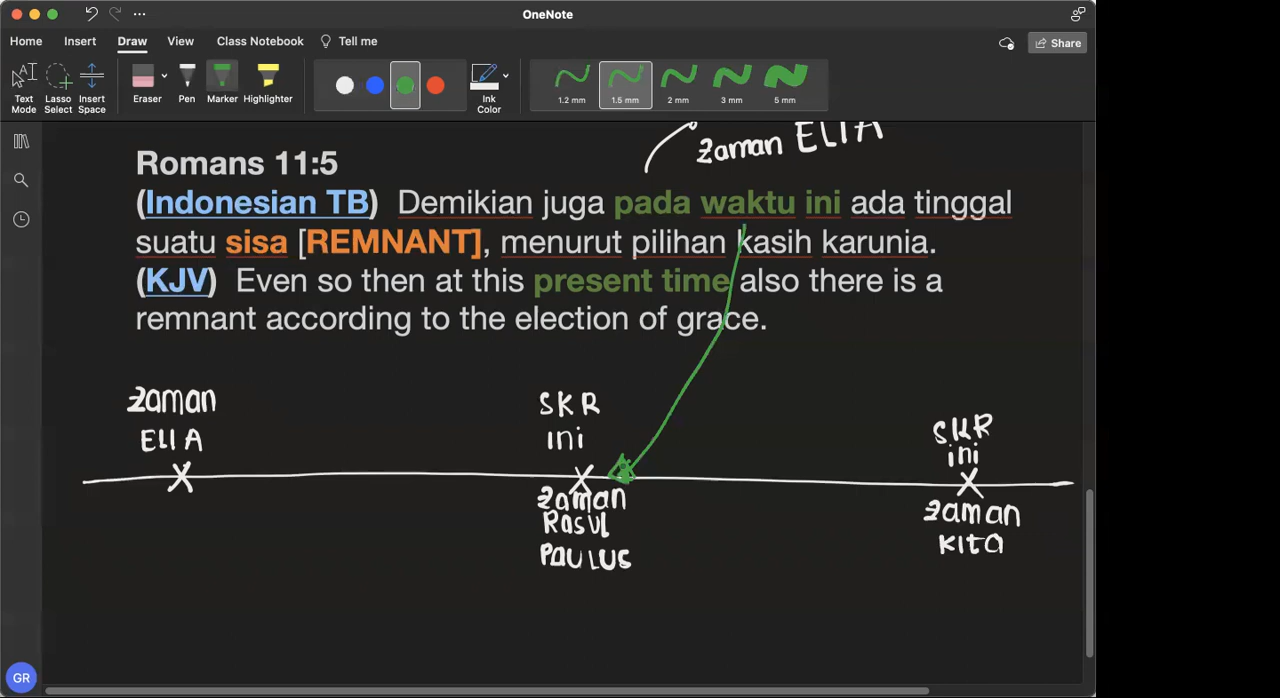 OneNote
Home Insert Draw View Class Notebook Tell me
Share
Text Mode
Lasso Select
Insert Space
Eraser
Pen
Marker
Highlighter
Ink Color
1.2 mm
1.5 mm
2 mm
3 mm
5 mm
zaman ELIA
Romans 11:5
(Indonesian TB) Demikian juga pada waktu ini ada tinggal
suatu sisa [REMNANT], menurut pilihan kasih karunia.
(KJV) Even so then at this present time also there is a
remnant according to the election of grace.
Zaman
ELIA
SKR
ini
Zaman
RASUL
PAULUS
SKR
ini
Zaman
KITA
GR